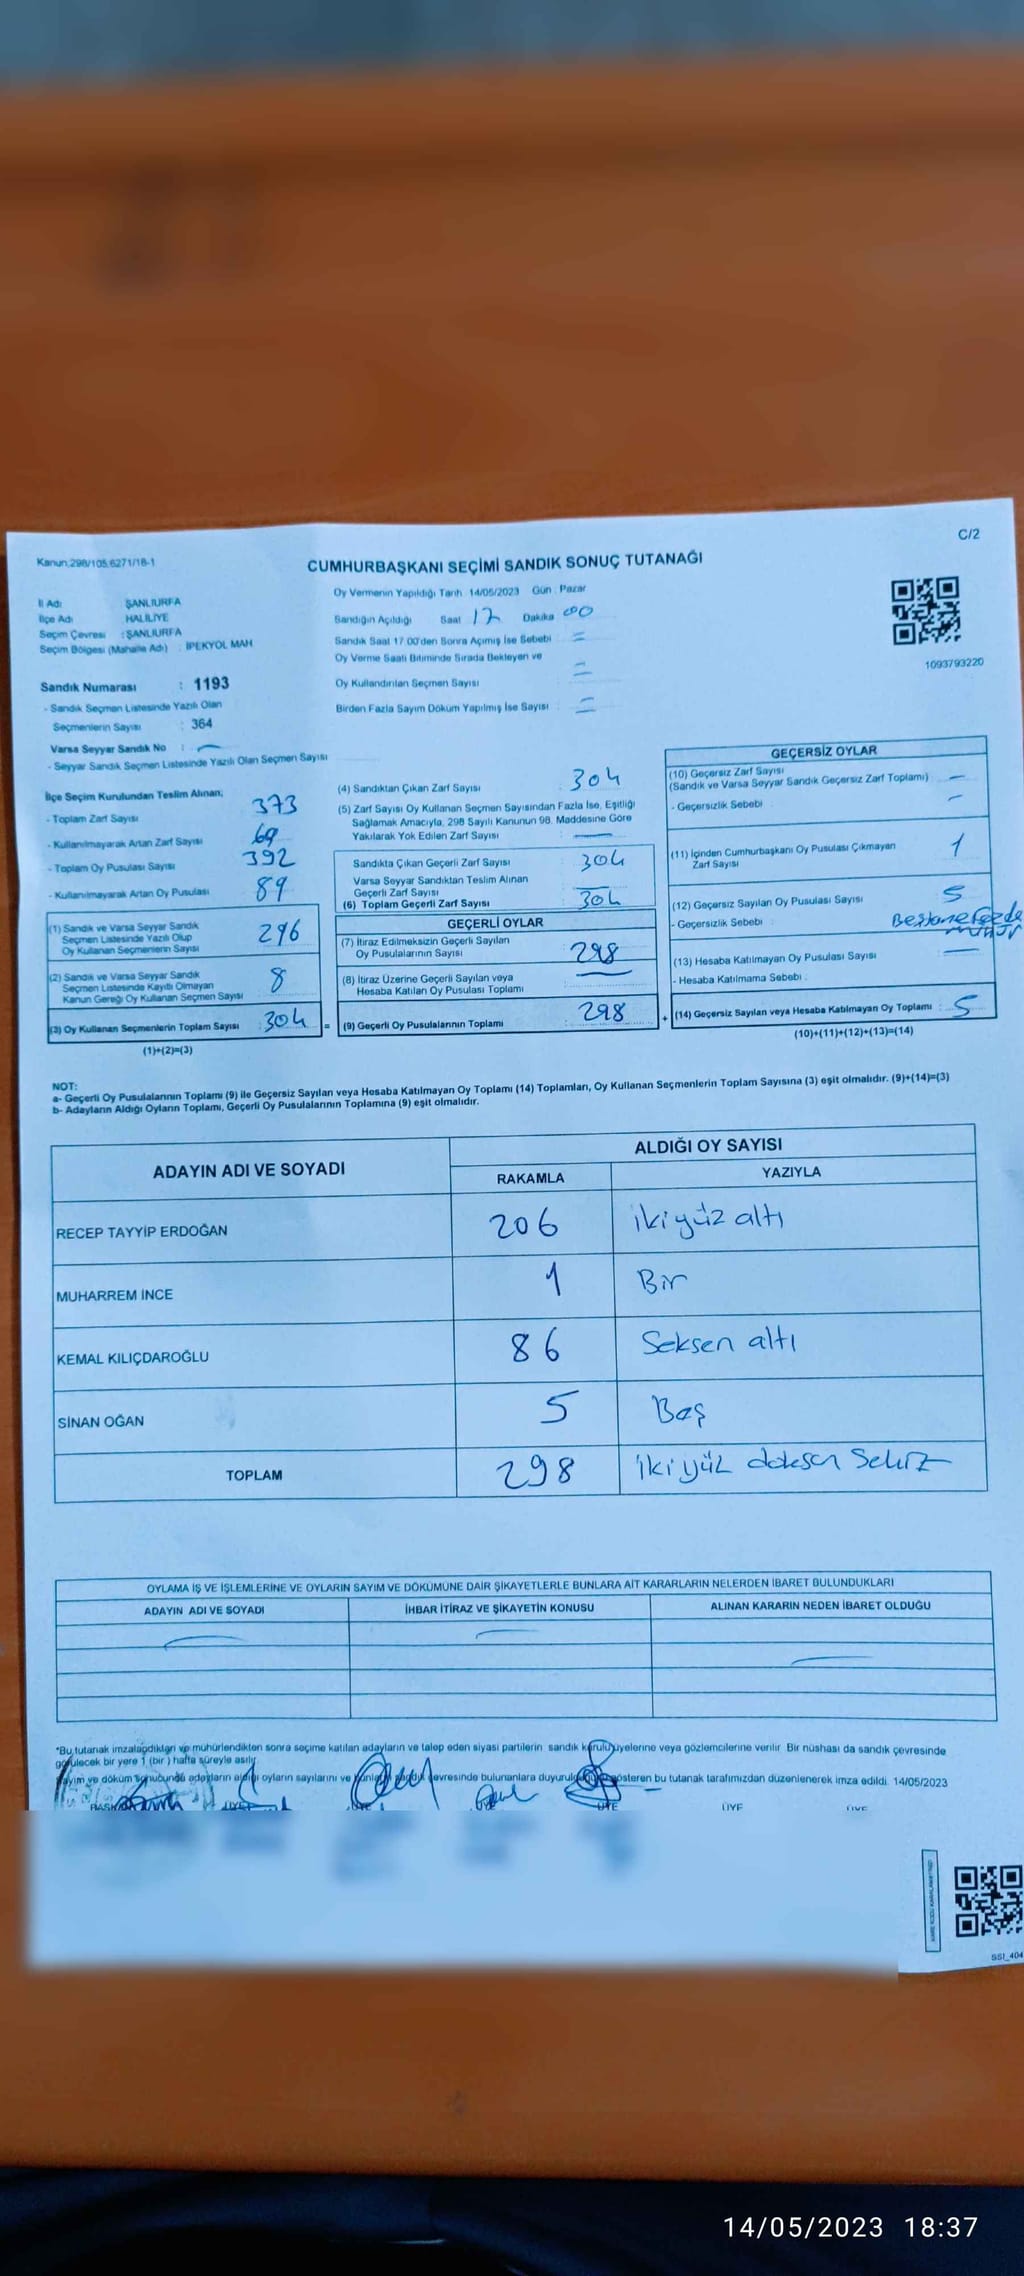 C/2
Kanun.298/105.6271/18-1
CUMHURBAŞKANI SEÇİMİ SANDIK SONUÇ TUTANAĞI
İl Adı : ŞANLIURFA
İlçe Adı : HALİLİYE
Seçim Çevresi : ŞANLIURFA
Seçim Bölgesi (Mahalle Adı) : İPEKYOL MAH
Sandık Numarası : 1193
- Sandık Seçmen Listesinde Yazılı Olan
Seçmenlerin Sayısı : 364
Varsa Seyyar Sandık No :
- Seyyar Sandık Seçmen Listesinde Yazılı Olan Seçmen Sayısı
Oy Vermenin Yapıldığı Tarih 14/05/2023 Gün : Pazar
Sandığın Açıldığı Saat 17 Dakika 00
Sandık Saat 17.00'den Sonra Açılmış İse Sebebi
Oy Verme Saati Bitiminde Sırada Bekleyen ve
Oy Kullandırılan Seçmen Sayısı
Birden Fazla Sayım Döküm Yapılmış İse Sayısı
1093793220
İlçe Seçim Kurulundan Teslim Alınan;
- Toplam Zarf Sayısı 373
- Kullanılmayarak Artan Zarf Sayısı 69
- Toplam Oy Pusulası Sayısı 392
- Kullanılmayarak Artan Oy Pusulası 89
(1) Sandık ve Varsa Seyyar Sandık
Seçmen Listesinde Yazılı Olup
Oy Kullanan Seçmenlerin Sayısı 296
(2) Sandık ve Varsa Seyyar Sandık
Seçmen Listesinde Kayıtlı Olmayan
Kanun Gereği Oy Kullanan Seçmen Sayısı 8
(3) Oy Kullanan Seçmenlerin Toplam Sayısı : 304
(1)+(2)=(3)
=
(4) Sandıktan Çıkan Zarf Sayısı 304
(5) Zarf Sayısı Oy Kullanan Seçmen Sayısından Fazla İse, Eşitliği
Sağlamak Amacıyla, 298 Sayılı Kanunun 98. Maddesine Göre
Yakılarak Yok Edilen Zarf Sayısı
Sandıkta Çıkan Geçerli Zarf Sayısı 304
Varsa Seyyar Sandıktan Teslim Alınan
Geçerli Zarf Sayısı
(6) Toplam Geçerli Zarf Sayısı 304
GEÇERLİ OYLAR
(7) İtiraz Edilmeksizin Geçerli Sayılan
Oy Pusulalarının Sayısı : 298
(8) İtiraz Üzerine Geçerli Sayılan veya
Hesaba Katılan Oy Pusulası Toplamı
(9) Geçerli Oy Pusulalarının Toplamı : 298
+
GEÇERSİZ OYLAR
(10) Geçersiz Zarf Sayısı
(Sandık ve Varsa Seyyar Sandık Geçersiz Zarf Toplamı)
- Geçersizlik Sebebi :
(11) İçinden Cumhurbaşkanı Oy Pusulası Çıkmayan
Zarf Sayısı 1
(12) Geçersiz Sayılan Oy Pusulası Sayısı 5
- Geçersizlik Sebebi :
(13) Hesaba Katılmayan Oy Pusulası Sayısı
- Hesaba Katılmama Sebebi :
(14) Geçersiz Sayılan veya Hesaba Katılmayan Oy Toplamı : 5
(10)+(11)+(12)+(13)=(14)
NOT:
a- Geçerli Oy Pusulalarının Toplamı (9) ile Geçersiz Sayılan veya Hesaba Katılmayan Oy Toplamı (14) Toplamları, Oy Kullanan Seçmenlerin Toplam Sayısına (3) eşit olmalıdır. (9)+(14)=(3)
b- Adayların Aldığı Oyların Toplamı, Geçerli Oy Pusulalarının Toplamına (9) eşit olmalıdır.
ADAYIN ADI VE SOYADI
ALDIĞI OY SAYISI
RAKAMLA YAZIYLA
RECEP TAYYİP ERDOĞAN 206 ikiyüz altı
MUHARREM İNCE 1 Bir
KEMAL KILIÇDAROĞLU 86 Seksen altı
SİNAN OĞAN 5 Beş
TOPLAM 298 ikiyüz doksan Sekiz
OYLAMA İŞ VE İŞLEMLERİNE VE OYLARIN SAYIM VE DÖKÜMÜNE DAİR ŞİKAYETLERLE BUNLARA AİT KARARLARIN NELERDEN İBARET BULUNDUKLARI
ADAYIN ADI VE SOYADI İHBAR İTİRAZ VE ŞİKAYETİN KONUSU ALINAN KARARIN NEDEN İBARET OLDUĞU
*Bu tutanak imzalandıktan ve mühürlendikten sonra seçime katılan adayların ve talep eden siyasi partilerin sandık kurulu üyelerine veya gözlemcilerine verilir. Bir nüshası da sandık çevresinde
görülecek bir yere 1 (bir) hafta süreyle asılır.
Sayım ve döküm sonucunda adayların aldığı oyların sayılarını ve çevresinde bulunanlara gösteren bu tutanak tarafımızdan düzenlenerek imza edildi. 14/05/2023
ÜYE ÜYE ÜYE
SSI_404
14/05/2023 18:37